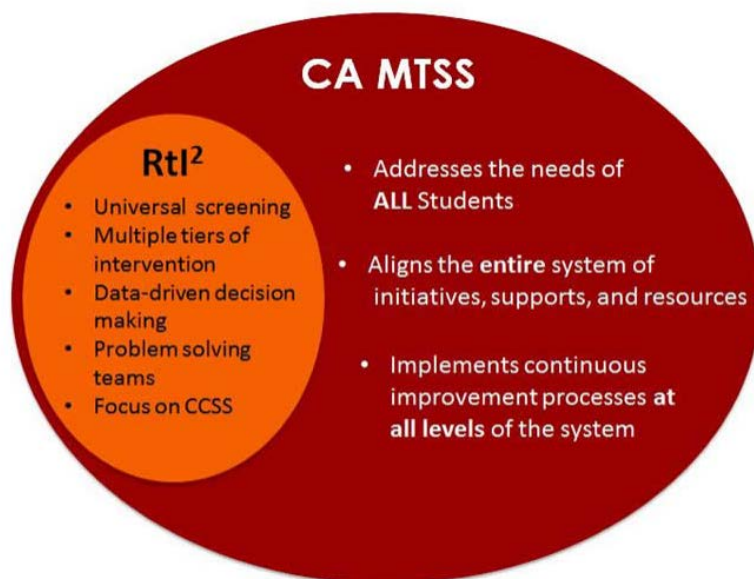 CA MTSS
RtI²
• Universal screening
• Multiple tiers of
intervention
• Data-driven decision
making
• Problem solving
teams
• Focus on CCSS
• Addresses the needs of
ALL Students
• Aligns the entire system of
initiatives, supports, and resources
• Implements continuous
improvement processes at
all levels of the system